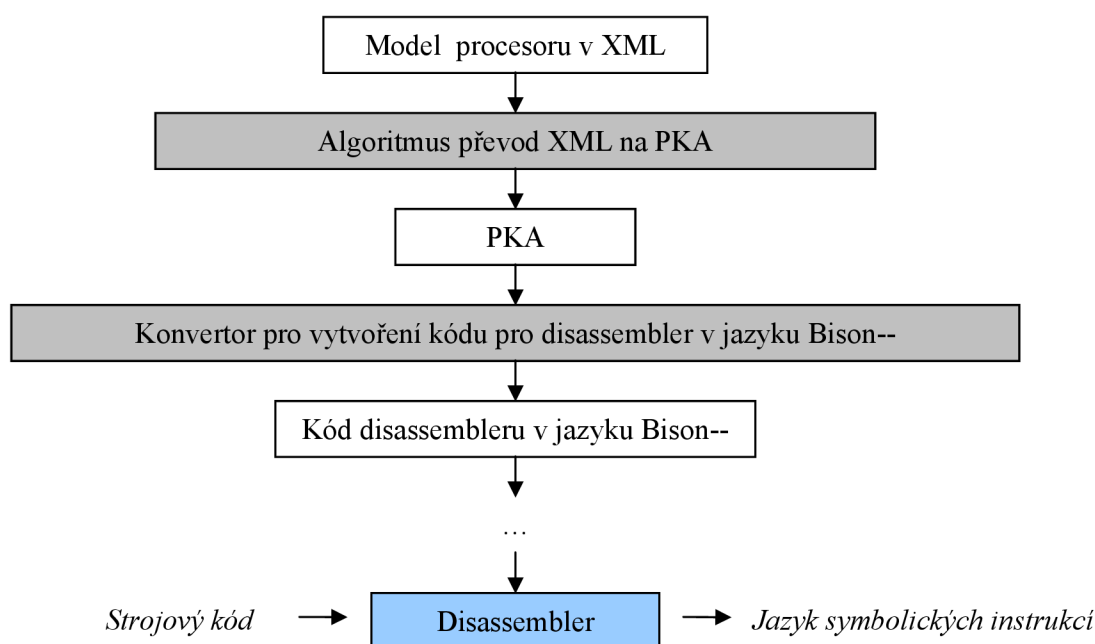 Model procesoru v XML
Algoritmus převod XML na PKA
PKA
Konvertor pro vytvoření kódu pro disassembler v jazyku Bison--
Kód disassembleru v jazyku Bison--
...
Strojový kód
Disassembler
Jazyk symbolických instrukcí